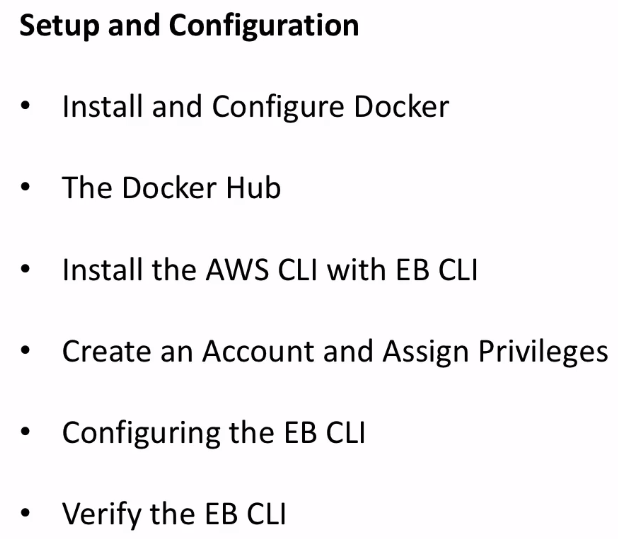 Setup and Configuration
• Install and Configure Docker
• The Docker Hub
• Install the AWS CLI with EB CLI
• Create an Account and Assign Privileges
• Configuring the EB CLI
• Verify the EB CLI